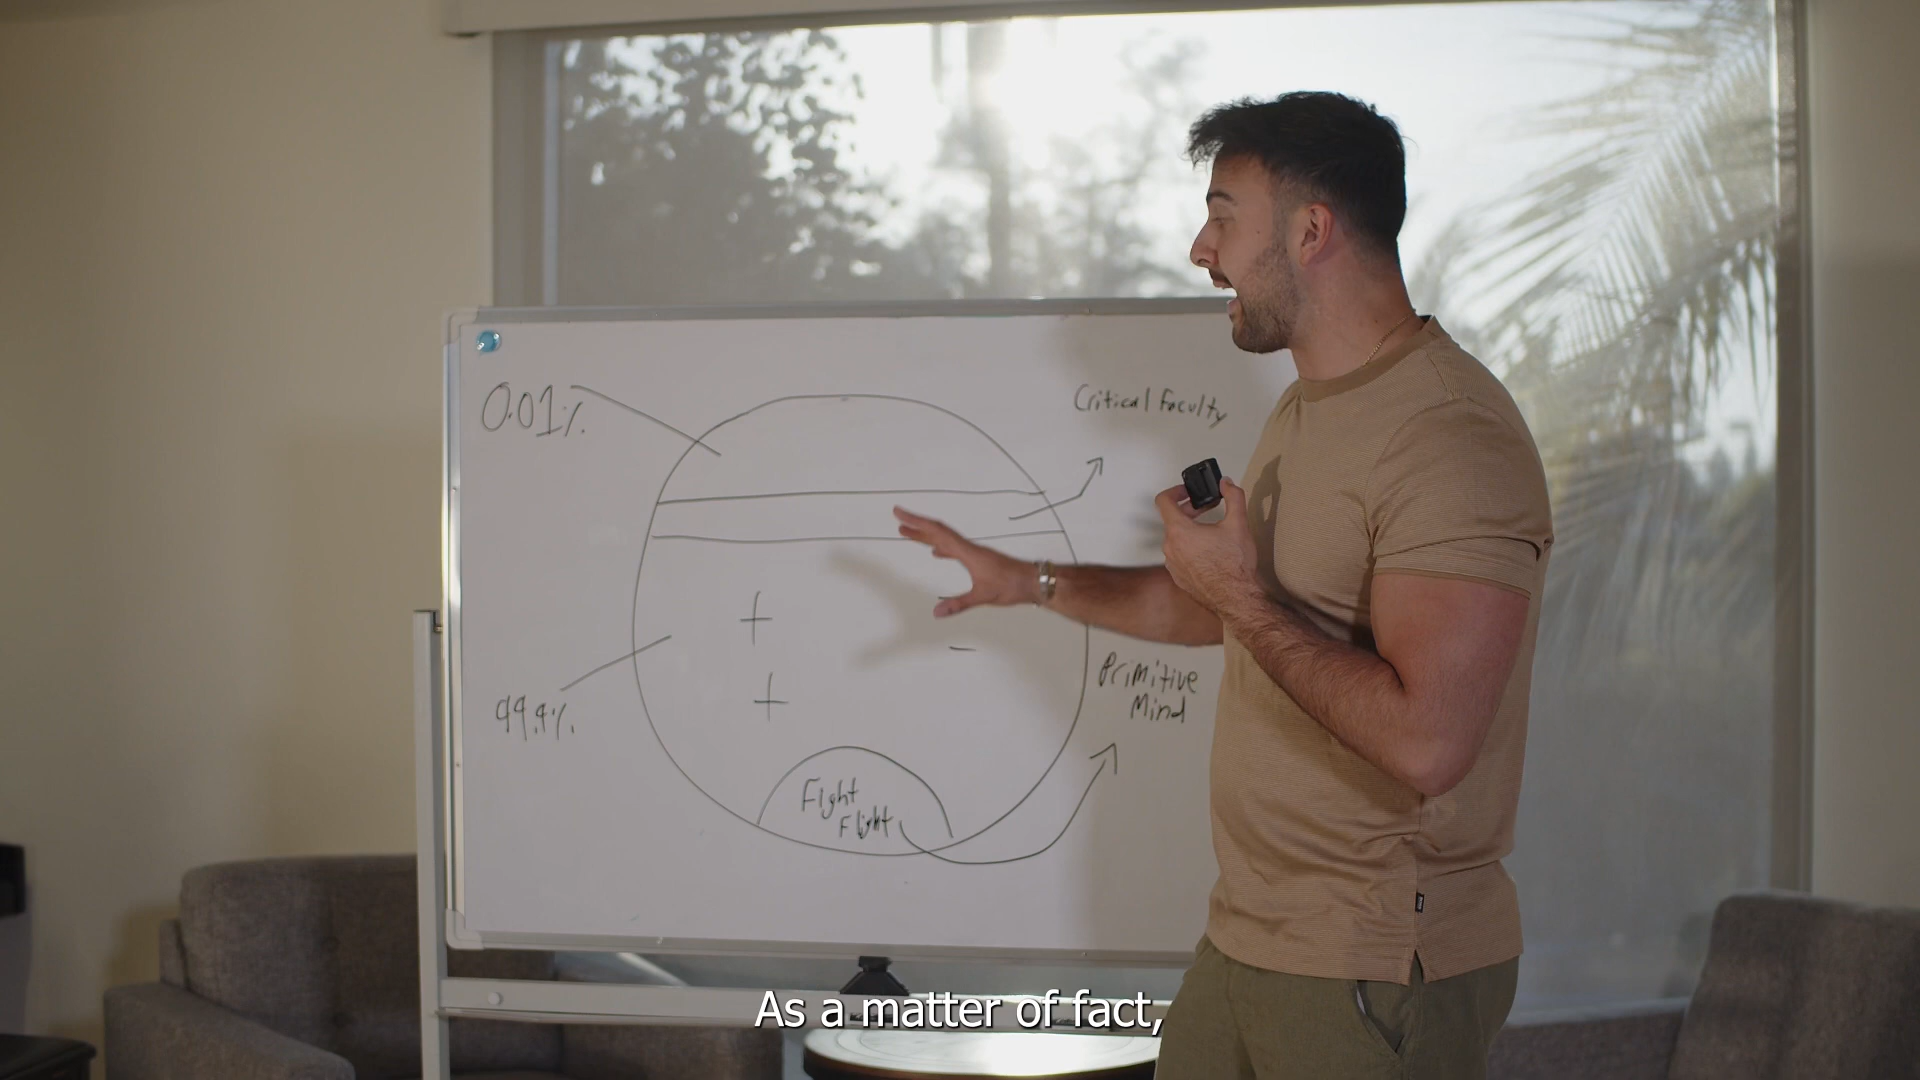 0.01%
Critical Faculty
+
-
Primitive
Mind
+
99.9%
Fight
Flight
As a matter of fact,